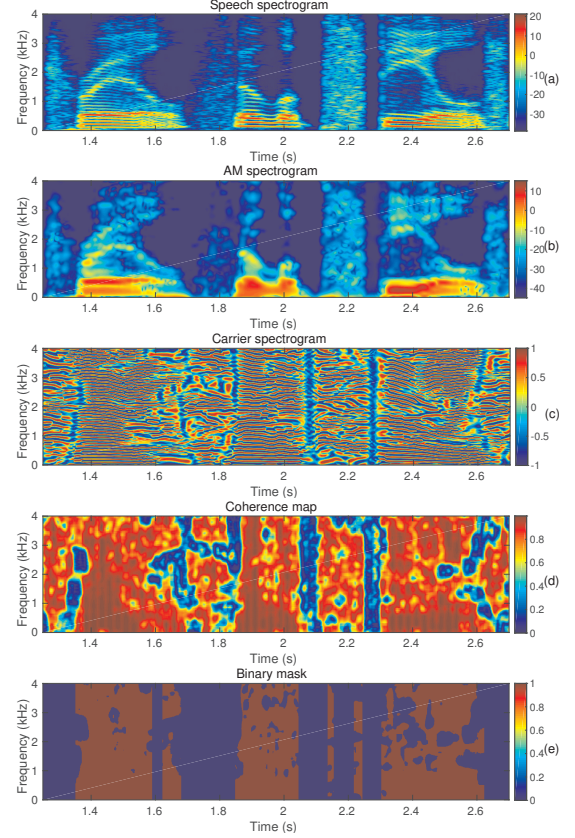 Speech spectrogram
Frequency (kHz)
4
3
2
1
0
1.4 1.6 1.8 2 2.2 2.4 2.6
Time (s)
20
10
0
-10
-20
-30
(a)
AM spectrogram
Frequency (kHz)
4
3
2
1
0
1.4 1.6 1.8 2 2.2 2.4 2.6
Time (s)
10
0
-10
-20
-30
-40
(b)
Carrier spectrogram
Frequency (kHz)
4
3
2
1
0
1.4 1.6 1.8 2 2.2 2.4 2.6
Time (s)
1
0.5
0
-0.5
-1
(c)
Coherence map
Frequency (kHz)
4
3
2
1
0
1.4 1.6 1.8 2 2.2 2.4 2.6
Time (s)
0.8
0.6
0.4
0.2
0
(d)
Binary mask
Frequency (kHz)
4
3
2
1
0
1.4 1.6 1.8 2 2.2 2.4 2.6
Time (s)
1
0.8
0.6
0.4
0.2
0
(e)